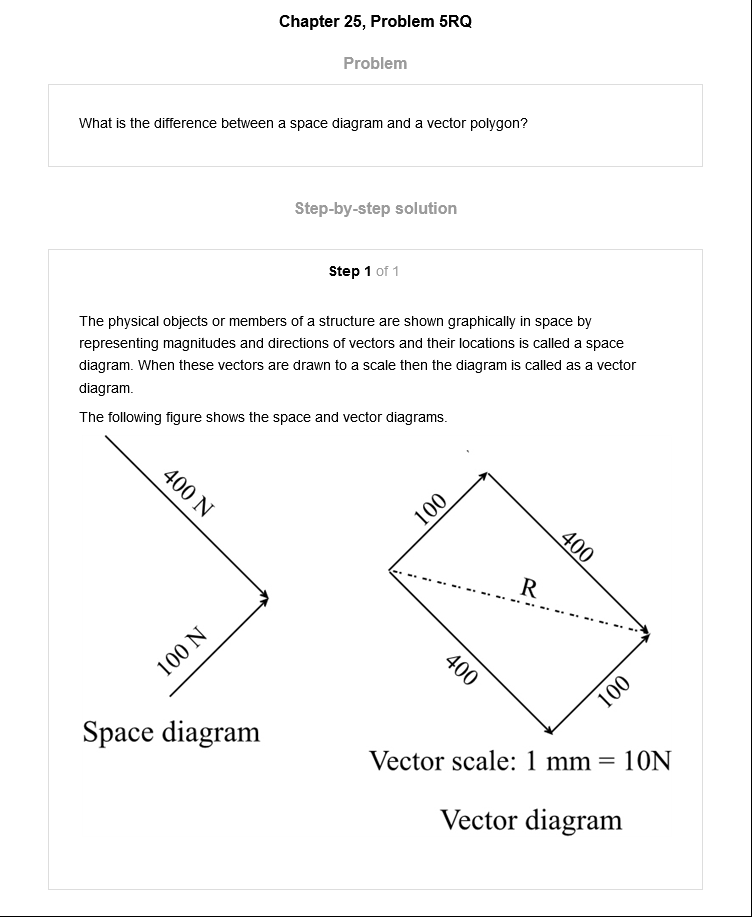 Chapter 25, Problem 5RQ
Problem
What is the difference between a space diagram and a vector polygon?
Step-by-step solution
Step 1 of 1
The physical objects or members of a structure are shown graphically in space by
representing magnitudes and directions of vectors and their locations is called a space
diagram. When these vectors are drawn to a scale then the diagram is called as a vector
diagram.
The following figure shows the space and vector diagrams.
400 N
100 N
Space diagram
100
400
R
400
100
Vector scale: 1 mm = 10N
Vector diagram